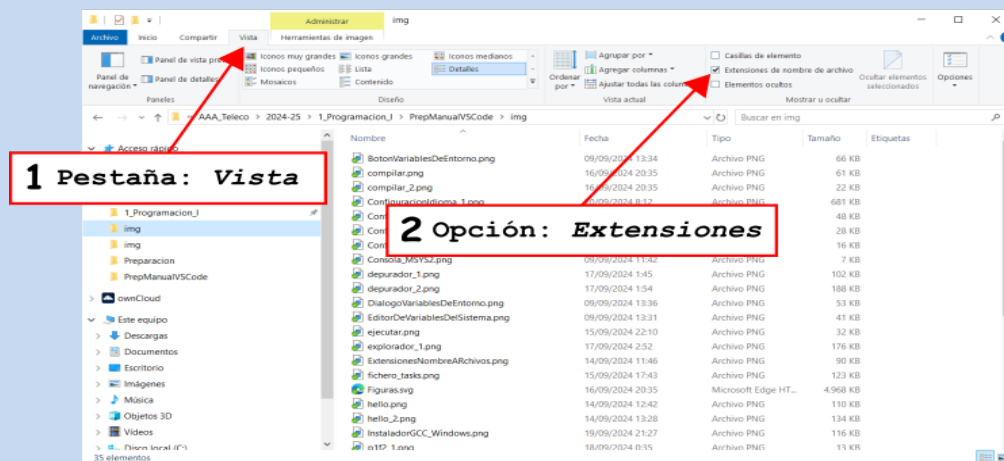 Administrar img
Archivo Inicio Compartir Vista Herramientas de imagen
Panel de navegación
Panel de vista pre
Panel de detalles
Paneles
Iconos muy grandes Iconos grandes Iconos medianos
Iconos pequeños Lista Detalles
Mosaicos Contenido
Diseño
Ordenar por
Agrupar por
Agregar columnas
Ajustar todas las colum
Vista actual
Casillas de elemento
Extensiones de nombre de archivo
Elementos ocultos
Ocultar elementos seleccionados
Mostrar u ocultar
Opciones
AAA_Teleco > 2024-25 > 1_Programacion_I > PrepManualVSCode > img
Buscar en img
Acceso rápido
1 Pestaña: Vista
1_Programacion_I
img
img
Preparacion
PrepManualVSCode
ownCloud
Este equipo
Descargas
Documentos
Escritorio
Imágenes
Música
Objetos 3D
Vídeos
Disco local (C:)
35 elementos
Nombre Fecha Tipo Tamaño Etiquetas
BotonVariablesDeEntorno.png 09/09/2024 13:34 Archivo PNG 66 KB
compilar.png 16/09/2024 20:35 Archivo PNG 61 KB
compilar_2.png 16/09/2024 20:35 Archivo PNG 22 KB
ConfiguracionIdioma_1.png 8:12 Archivo PNG 681 KB
48 KB
28 KB
16 KB
2 Opción: Extensiones
Consola_MSYS2.png 09/09/2024 11:42 Archivo PNG 7 KB
depurador_1.png 17/09/2024 1:45 Archivo PNG 102 KB
depurador_2.png 17/09/2024 1:54 Archivo PNG 188 KB
DialogoVariablesDeEntorno.png 09/09/2024 13:36 Archivo PNG 53 KB
EditorDeVariablesDelSistema.png 09/09/2024 13:31 Archivo PNG 41 KB
ejecutar.png 15/09/2024 22:10 Archivo PNG 32 KB
explorador_1.png 17/09/2024 2:52 Archivo PNG 176 KB
ExtensionesNombreARchivos.png 14/09/2024 11:46 Archivo PNG 90 KB
fichero_tasks.png 15/09/2024 17:43 Archivo PNG 123 KB
Figuras.svg 16/09/2024 20:35 Microsoft Edge HT... 4.968 KB
hello.png 14/09/2024 12:42 Archivo PNG 110 KB
hello_2.png 14/09/2024 13:28 Archivo PNG 134 KB
InstaladorGCC_Windows.png 19/09/2024 21:27 Archivo PNG 116 KB
p1f2_1.png 18/09/2024 0:35 Archivo PNG 13 KB